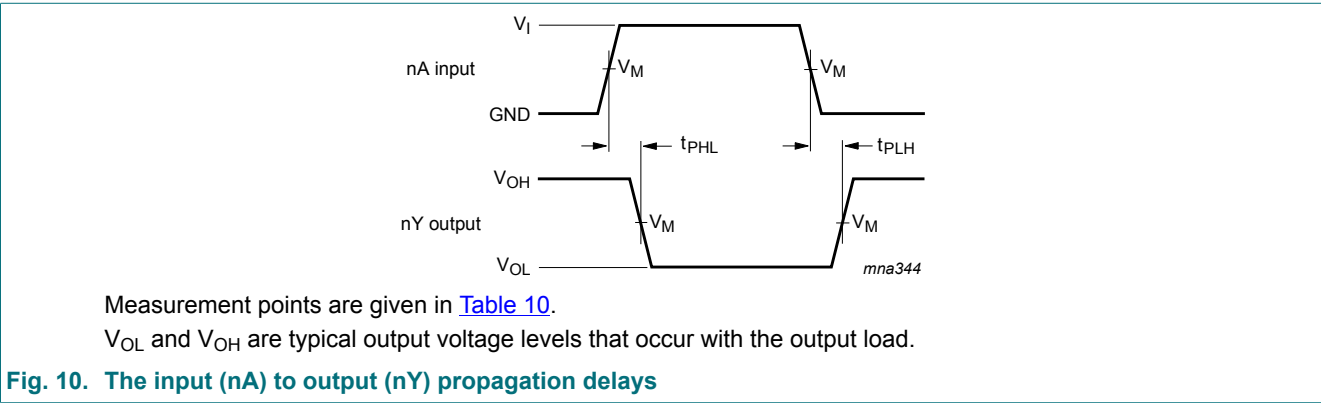 V_I
nA input
V_M V_M
GND
t_PHL t_PLH
V_OH
nY output
V_M V_M
V_OL
mna344
Measurement points are given in Table 10.
V_OL and V_OH are typical output voltage levels that occur with the output load.
Fig. 10. The input (nA) to output (nY) propagation delays